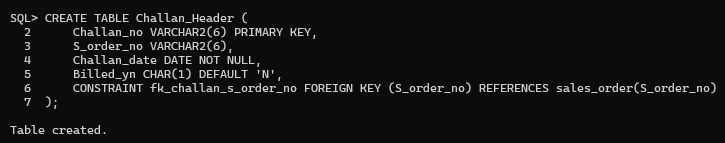 SQL> CREATE TABLE Challan_Header (
  2      Challan_no VARCHAR2(6) PRIMARY KEY,
  3      S_order_no VARCHAR2(6),
  4      Challan_date DATE NOT NULL,
  5      Billed_yn CHAR(1) DEFAULT 'N',
  6      CONSTRAINT fk_challan_s_order_no FOREIGN KEY (S_order_no) REFERENCES sales_order(S_order_no)
  7  );
Table created.